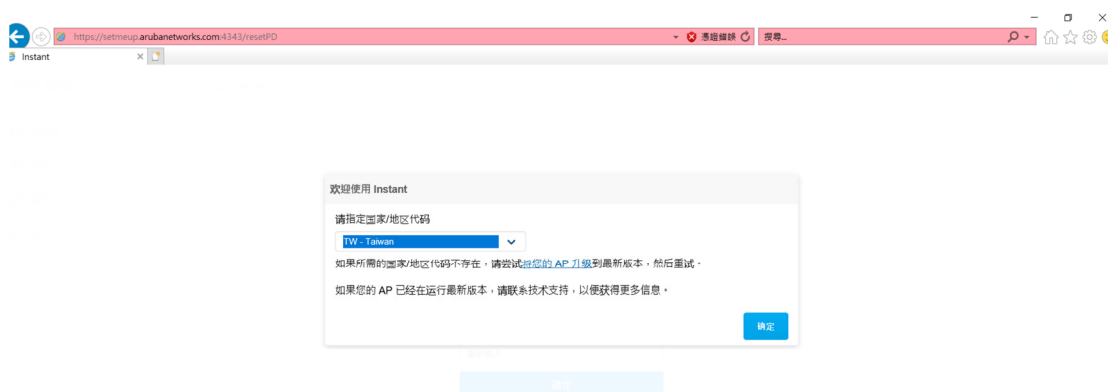 https://setmeup.arubanetworks.com:4343/resetPD
憑證錯誤
搜尋...
Instant
欢迎使用 Instant
请指定国家/地区代码
TW - Taiwan
如果所需的国家/地区代码不存在，请尝试将您的 AP 升级到最新版本，然后重试。
如果您的 AP 已经在运行最新版本，请联系技术支持，以便获得更多信息。
确定